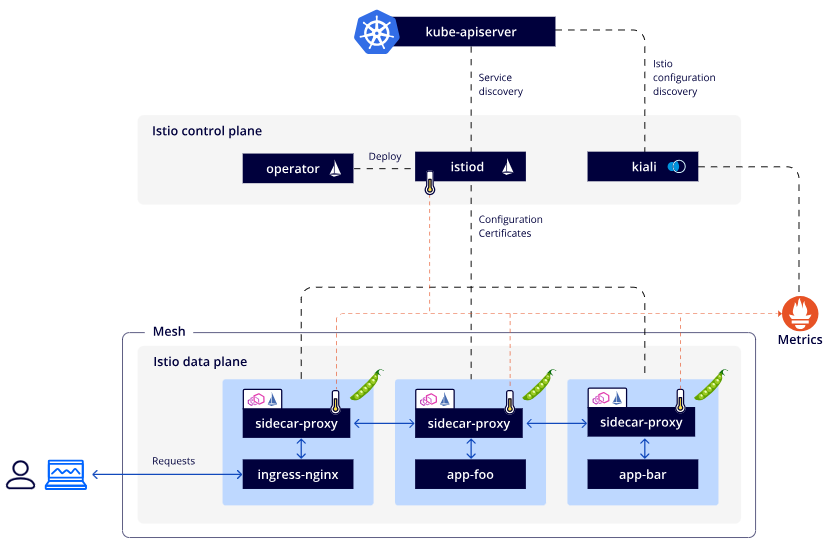 kube-apiserver
Service
discovery
Istio
configuration
discovery
Istio control plane
operator
Deploy
istiod
kiali
Configuration
Certificates
Metrics
Mesh
Istio data plane
sidecar-proxy
sidecar-proxy
sidecar-proxy
Requests
ingress-nginx
app-foo
app-bar